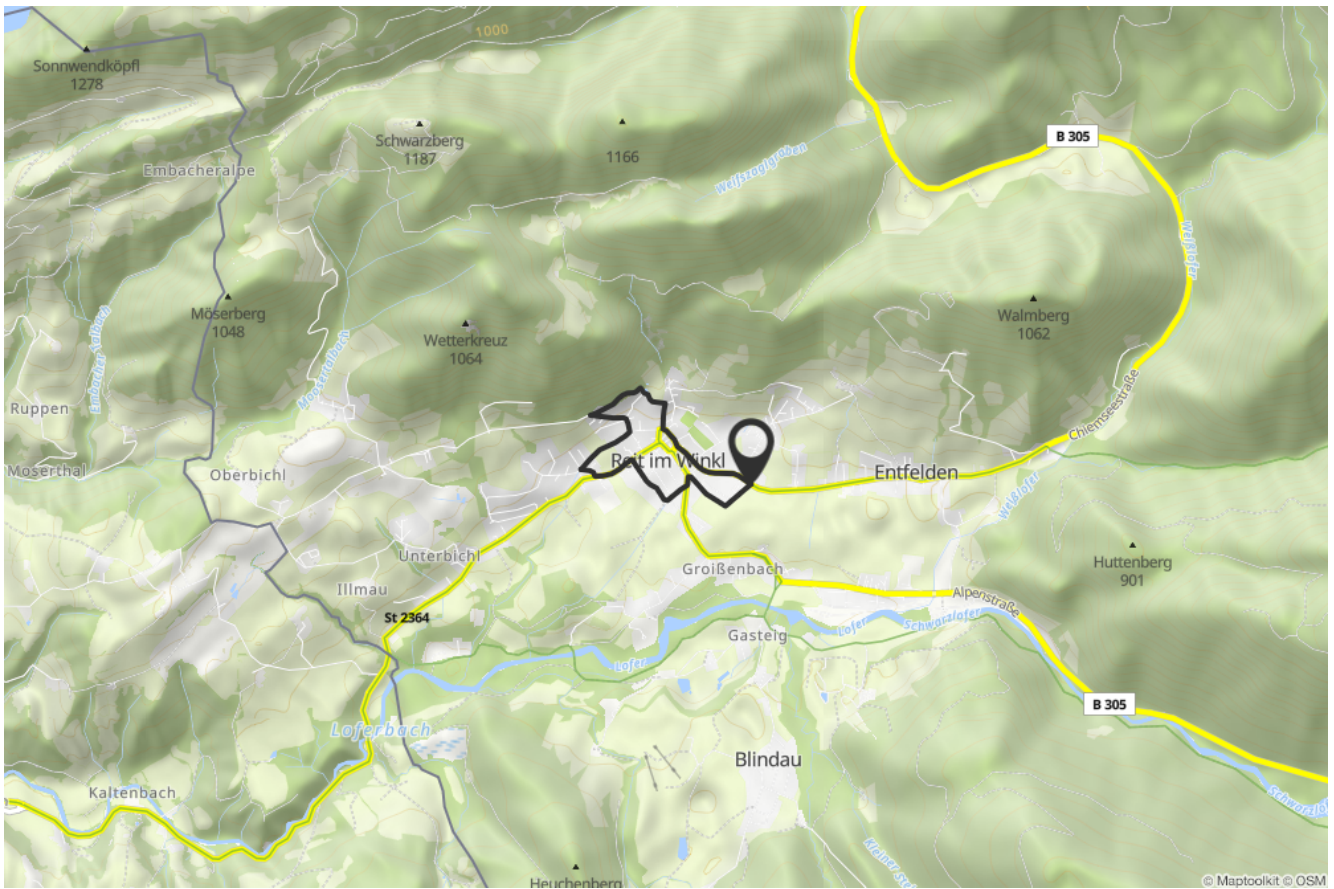 1000
Sonnwendköpfl
1278
Schwarzberg
1187
1166
B 305
Embacheralpe
Weißlofer
Möserberg
1048
Walmberg
1062
Wetterkreuz
1064
Moosertalbach
Ruppen
Chiemseestraße
Moserthal
Oberbichl
Reit im Winkl
Entfelden
Weißlofer
Unterbichl
Groißenbach
Huttenberg
901
Illmau
Alpenstraße
St 2364
Lofer
Schwarzlofer
Gasteig
Lofer
B 305
Loferbach
Blindau
Kaltenbach
Schwarzlofer
Heuchenberg
© Maptoolkit © OSM